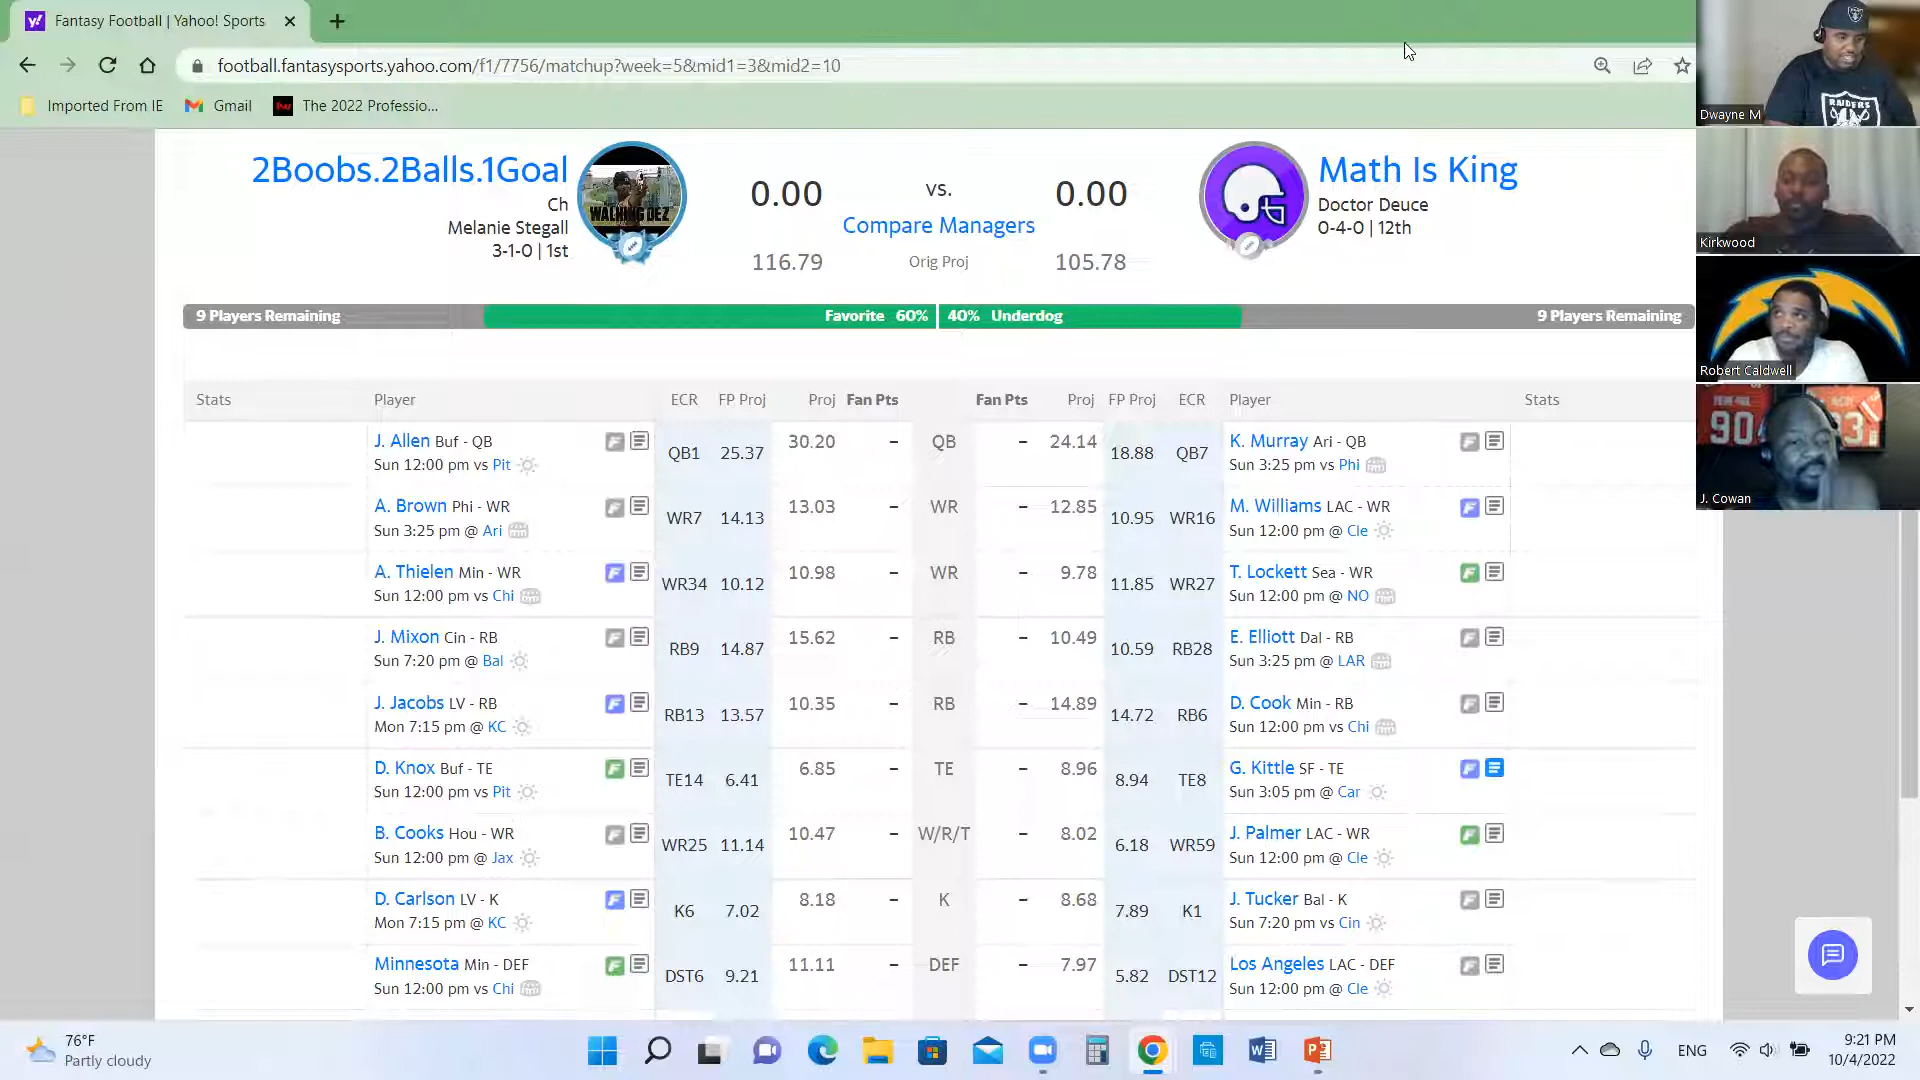 Fantasy Football | Yahoo! Sports
football.fantasysports.yahoo.com/f1/7756/matchup?week=5&mid1=3&mid2=10
Imported From IE Gmail The 2022 Professio...
2Boobs.2Balls.1Goal
Ch
Melanie Stegall
3-1-0 | 1st
WALKING DEZ
0.00 vs. 0.00
Compare Managers
116.79 Orig Proj 105.78
Math Is King
Doctor Deuce
0-4-0 | 12th
9 Players Remaining Favorite 60% 40% Underdog 9 Players Remaining
Stats Player ECR FP Proj Proj Fan Pts Fan Pts Proj FP Proj ECR Player Stats
J. Allen Buf - QB QB1 25.37 30.20 – QB – 24.14 18.88 QB7 K. Murray Ari - QB
Sun 12:00 pm vs Pit Sun 3:25 pm vs Phi
A. Brown Phi - WR WR7 14.13 13.03 – WR – 12.85 10.95 WR16 M. Williams LAC - WR
Sun 3:25 pm @ Ari Sun 12:00 pm @ Cle
A. Thielen Min - WR WR34 10.12 10.98 – WR – 9.78 11.85 WR27 T. Lockett Sea - WR
Sun 12:00 pm vs Chi Sun 12:00 pm @ NO
J. Mixon Cin - RB RB9 14.87 15.62 – RB – 10.49 10.59 RB28 E. Elliott Dal - RB
Sun 7:20 pm @ Bal Sun 3:25 pm @ LAR
J. Jacobs LV - RB RB13 13.57 10.35 – RB – 14.89 14.72 RB6 D. Cook Min - RB
Mon 7:15 pm @ KC Sun 12:00 pm vs Chi
D. Knox Buf - TE TE14 6.41 6.85 – TE – 8.96 8.94 TE8 G. Kittle SF - TE
Sun 12:00 pm vs Pit Sun 3:05 pm @ Car
B. Cooks Hou - WR WR25 11.14 10.47 – W/R/T – 8.02 6.18 WR59 J. Palmer LAC - WR
Sun 12:00 pm @ Jax Sun 12:00 pm @ Cle
D. Carlson LV - K K6 7.02 8.18 – K – 8.68 7.89 K1 J. Tucker Bal - K
Mon 7:15 pm @ KC Sun 7:20 pm vs Cin
Minnesota Min - DEF DST6 9.21 11.11 – DEF – 7.97 5.82 DST12 Los Angeles LAC - DEF
Sun 12:00 pm vs Chi Sun 12:00 pm @ Cle
RAIDERS
Dwayne M
Kirkwood
Robert Caldwell
90
J. Cowan
76°F
Partly cloudy
ENG
9:21 PM
10/4/2022